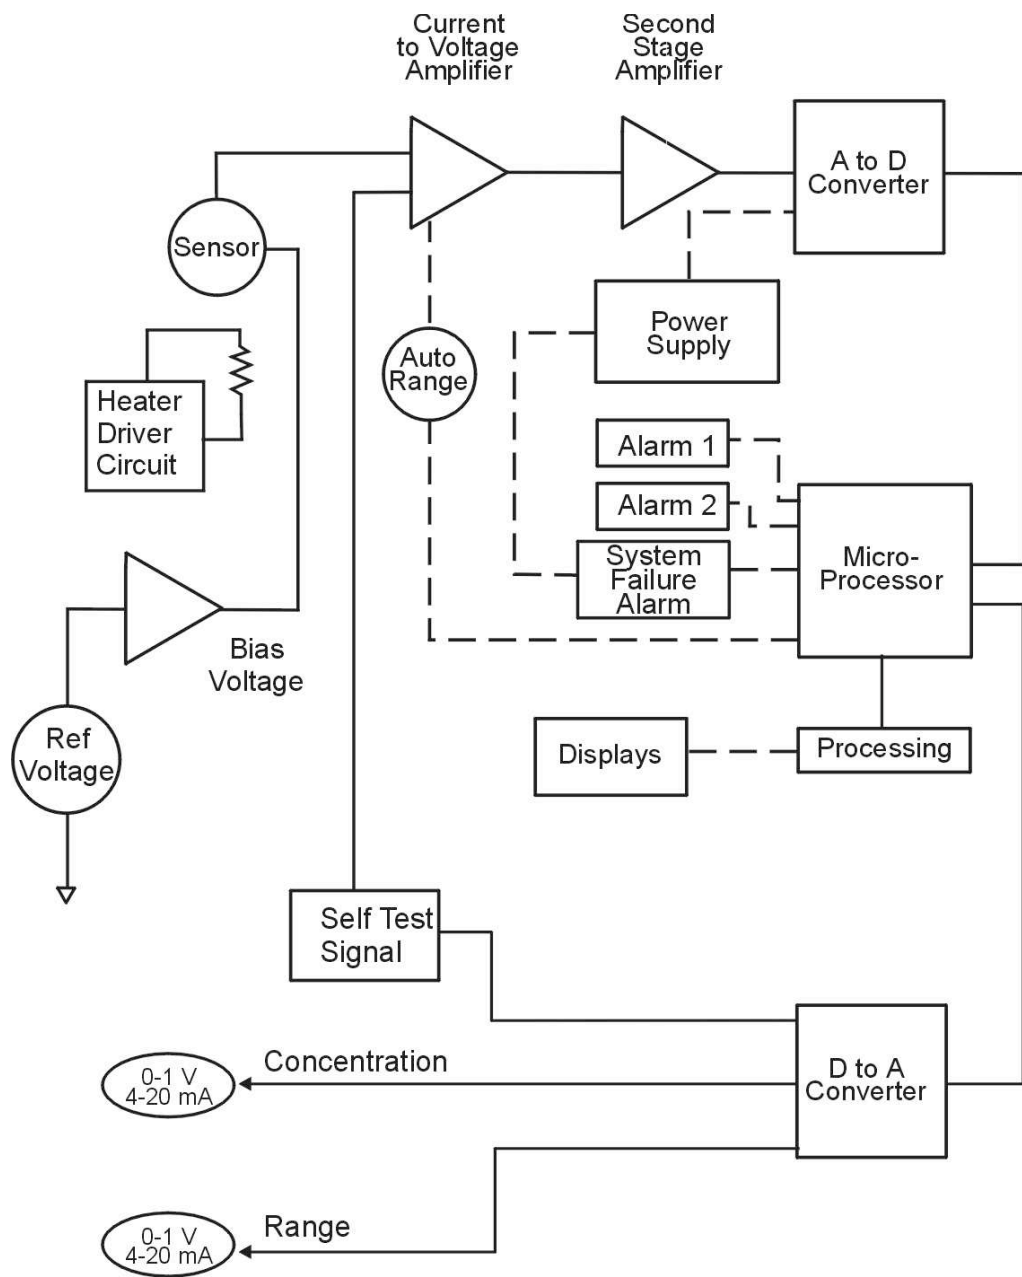 Current
to Voltage
Amplifier
Second
Stage
Amplifier
A to D
Converter
Sensor
Power
Supply
Auto
Range
Heater
Driver
Circuit
Alarm 1
Alarm 2
System
Failure
Alarm
Micro-
Processor
Bias
Voltage
Ref
Voltage
Displays
Processing
Self Test
Signal
Concentration
0-1 V
4-20 mA
D to A
Converter
Range
0-1 V
4-20 mA